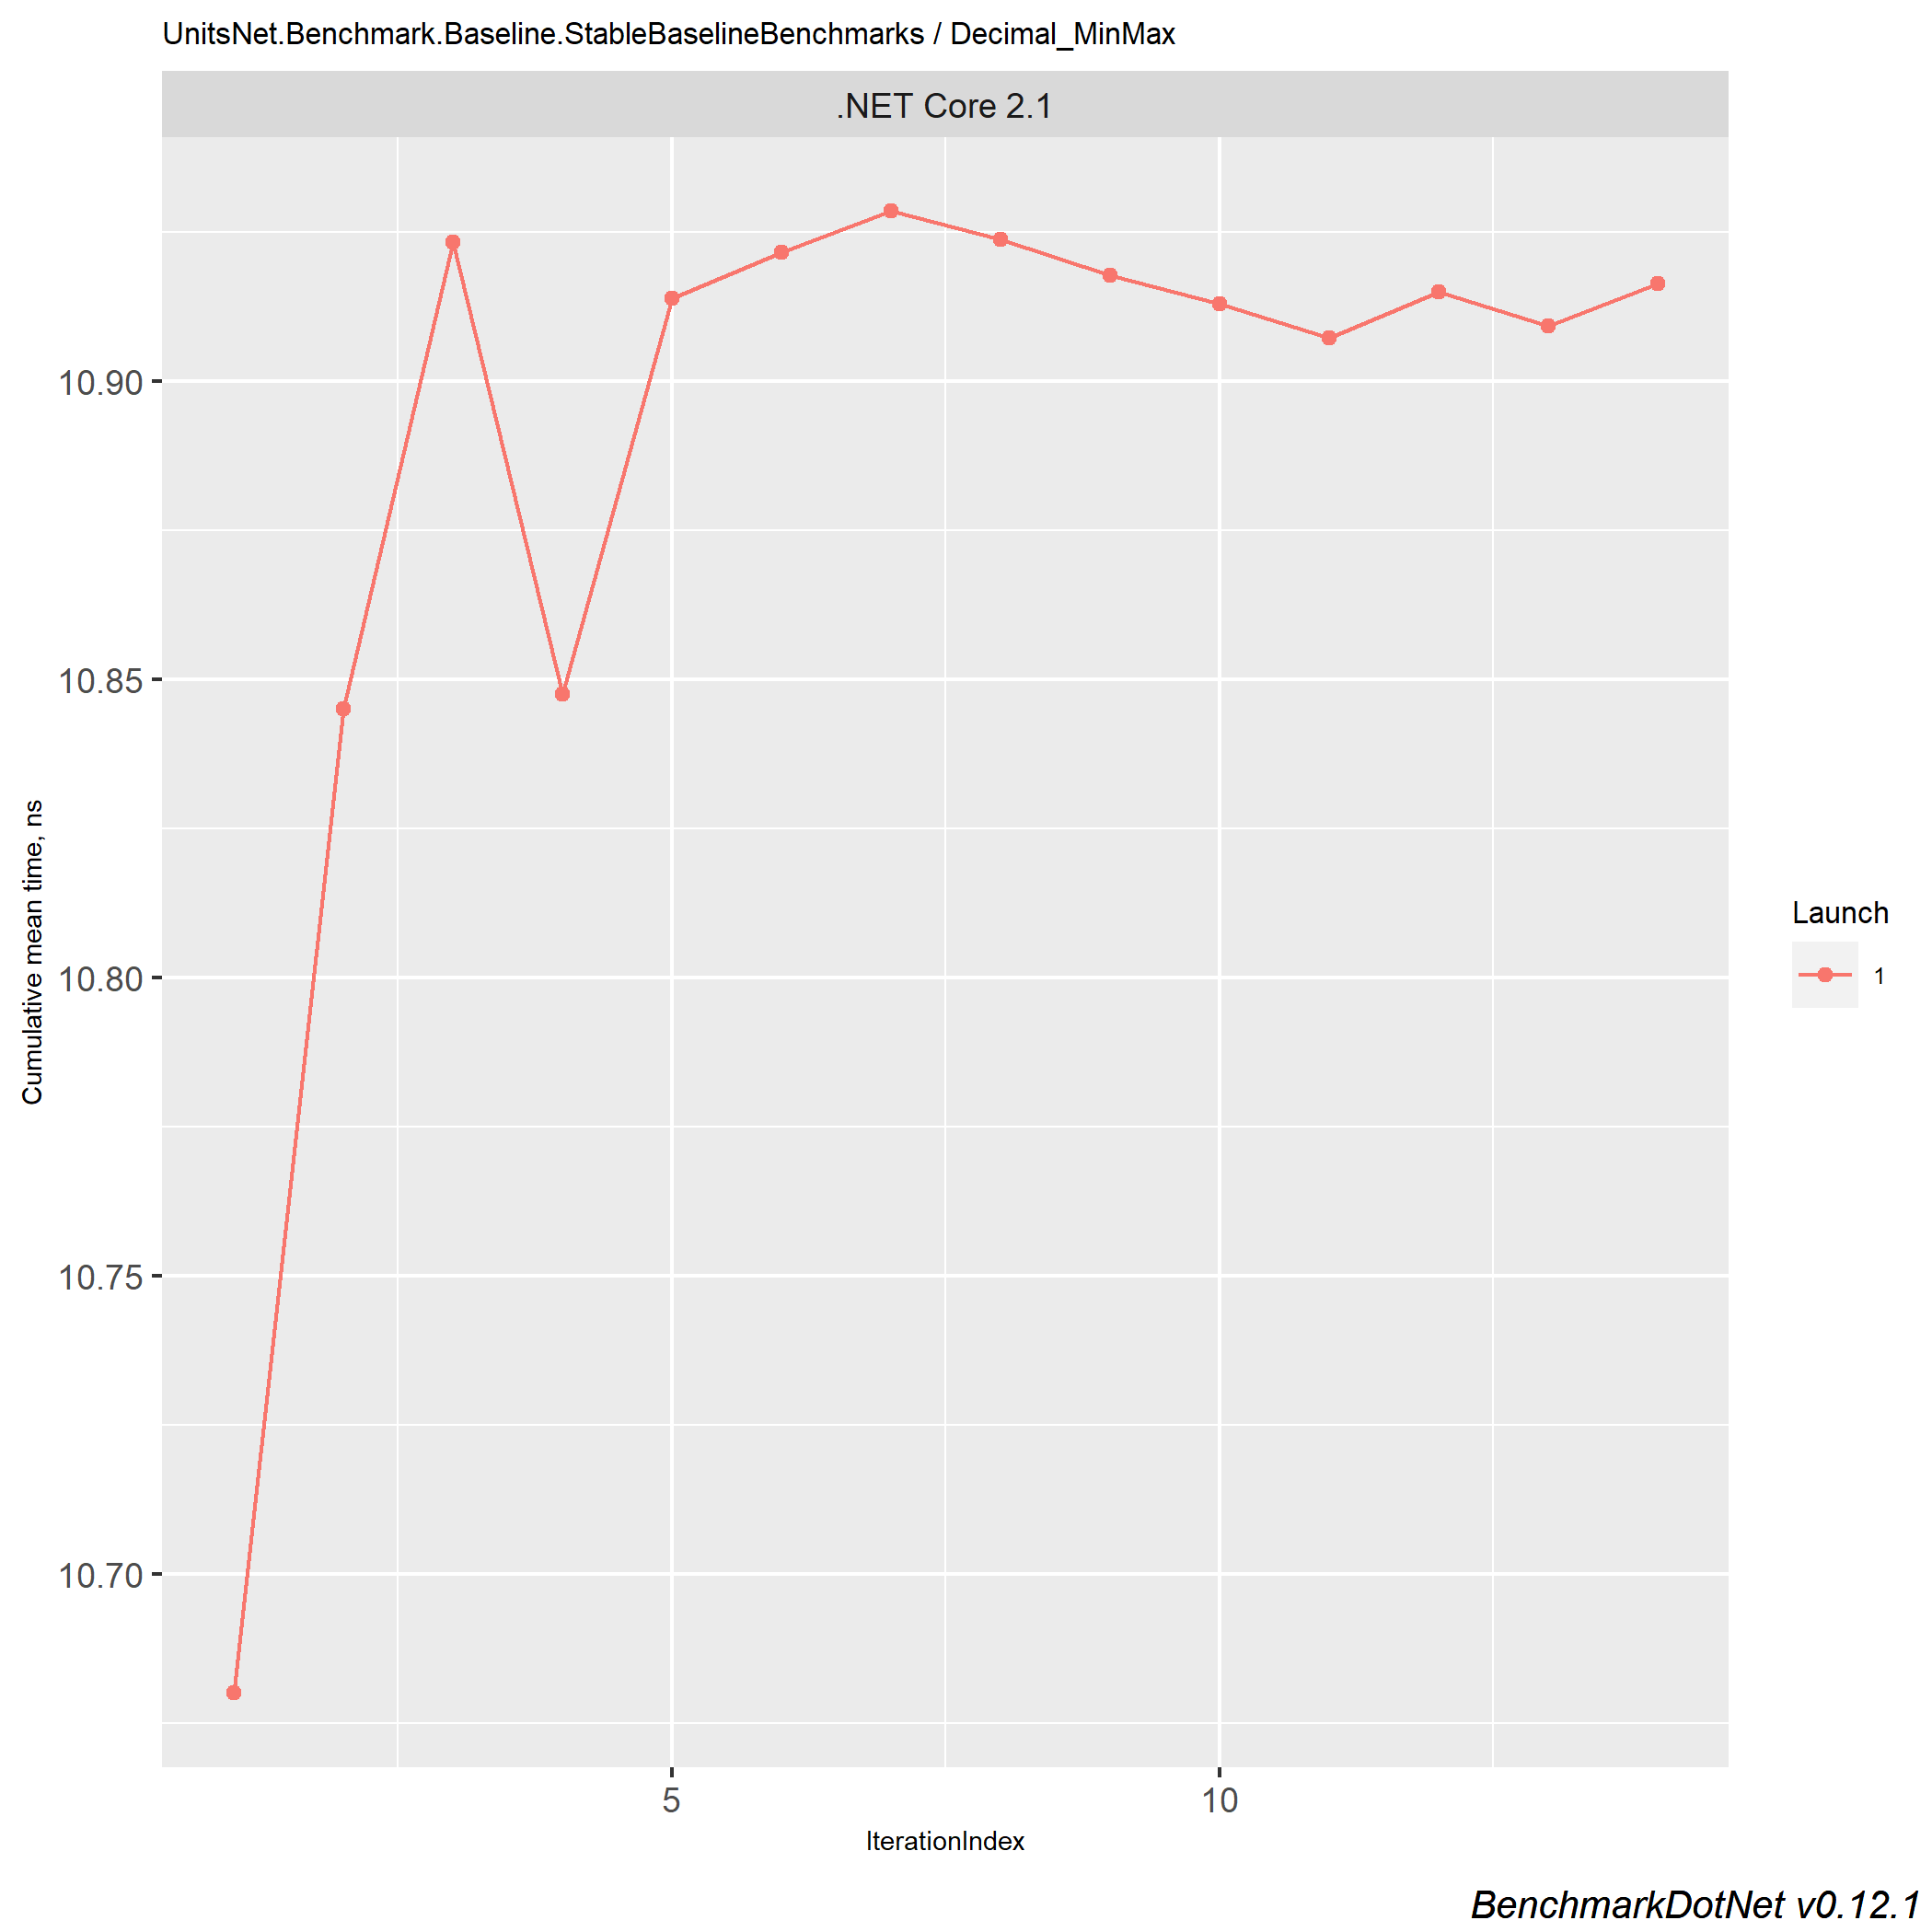 UnitsNet.Benchmark.Baseline.StableBaselineBenchmarks / Decimal_MinMax
.NET Core 2.1
Cumulative mean time, ns
10.90
10.85
10.80
10.75
10.70
5
10
IterationIndex
Launch
1
BenchmarkDotNet v0.12.1